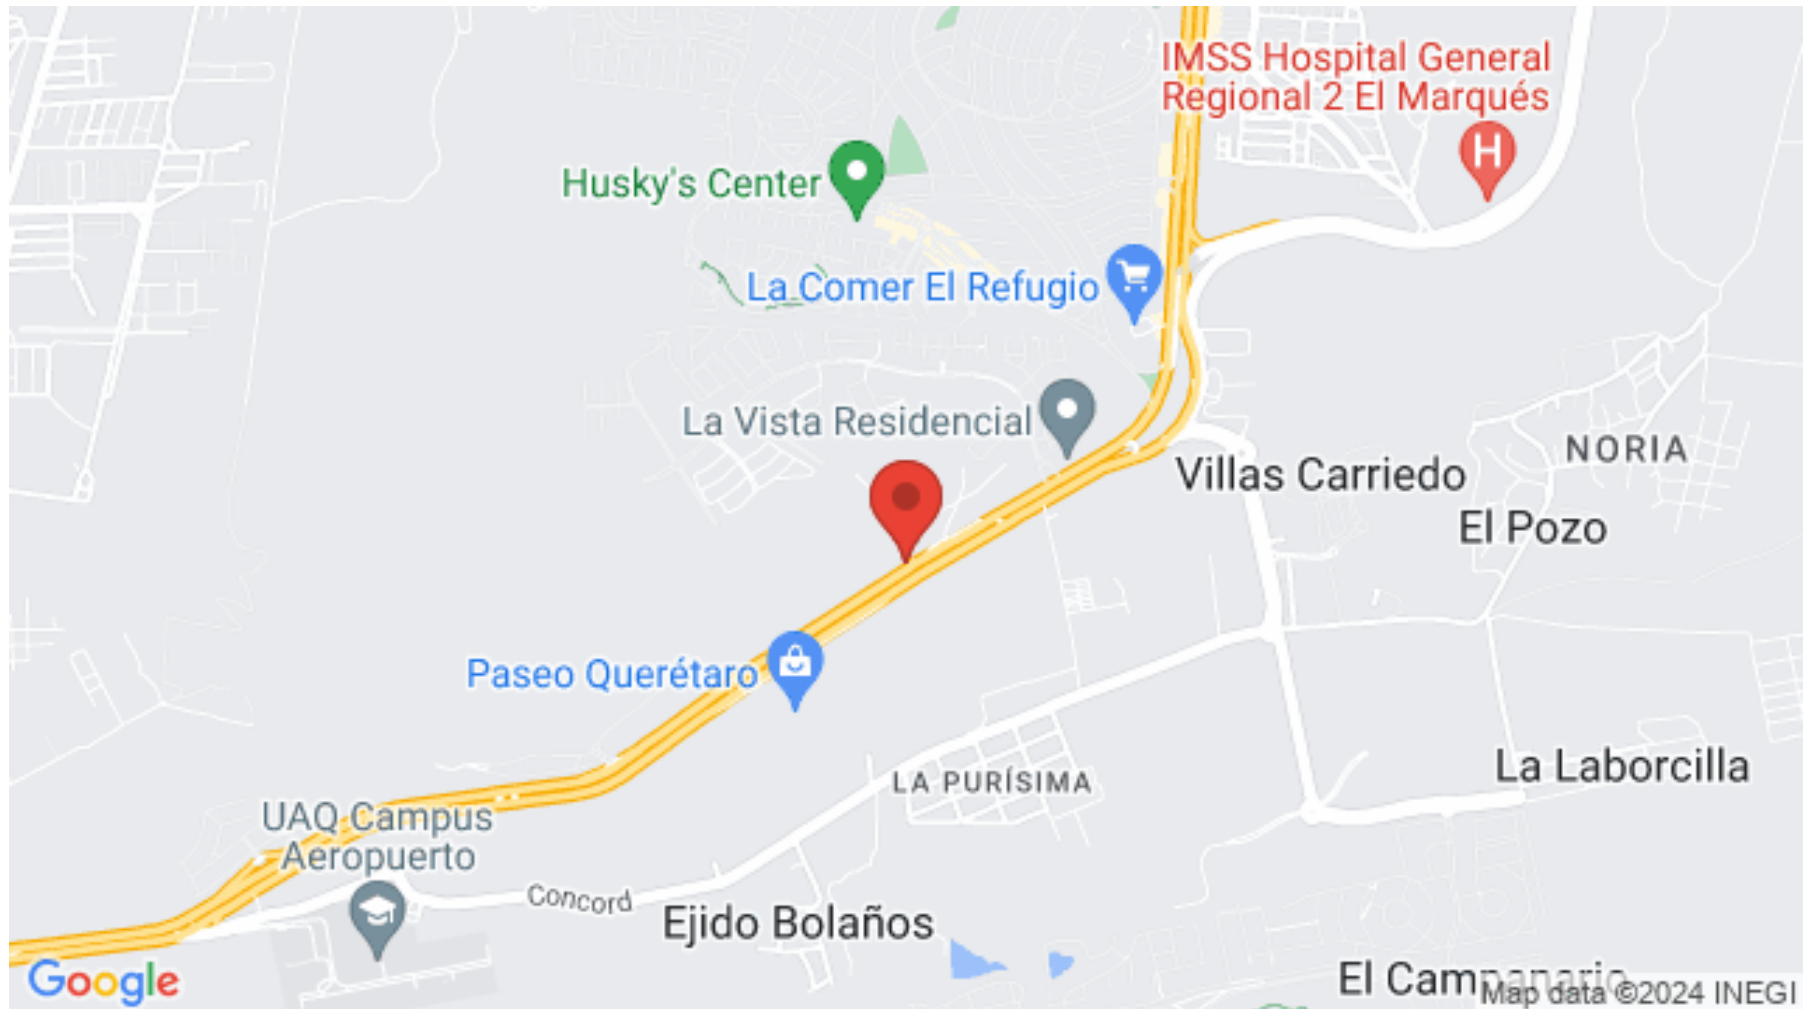 IMSS Hospital General
Regional 2 El Marqués
H
Husky's Center
La Comer El Refugio
La Vista Residencial
NORIA
Villas Carriedo
El Pozo
Paseo Querétaro
La Laborcilla
LA PURÍSIMA
UAQ Campus
Aeropuerto
Concord
Ejido Bolaños
El Campanario
Google
Map data ©2024 INEGI